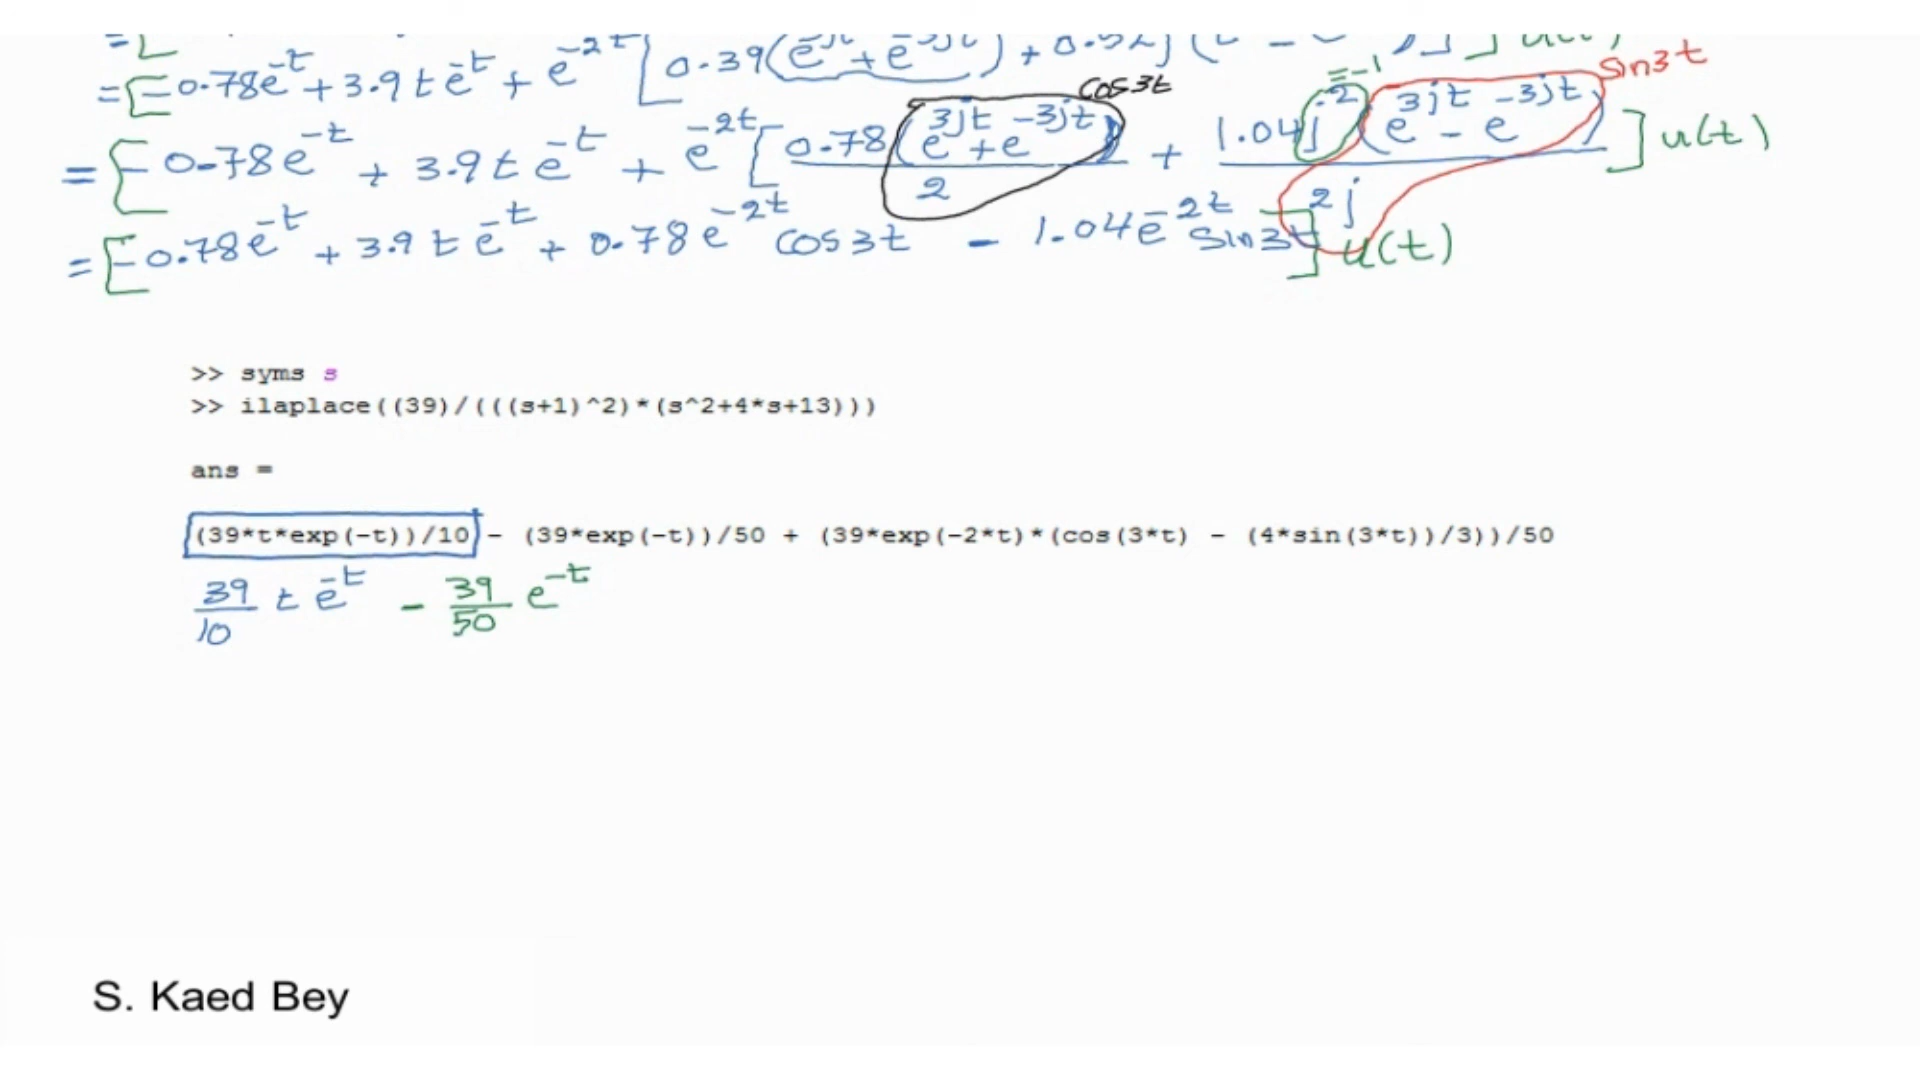 = [-0.78e^-t + 3.9te^-t + e^-2t [0.39(
= [-0.78e^-t + 3.9te^-t + e^-2t [0.78(e^3jt + e^-3jt)/2 cos3t + 1.04j^2 =-1 (e^3jt - e^-3jt)/2j sin3t ]u(t)
= [-0.78e^-t + 3.9te^-t + 0.78e^-2t cos3t - 1.04e^-2t sin3t]u(t)
>> syms s
>> ilaplace((39)/(((s+1)^2)*(s^2+4*s+13)))
ans =
(39*t*exp(-t))/10 - (39*exp(-t))/50 + (39*exp(-2*t)*(cos(3*t) - (4*sin(3*t))/3))/50
39/10 te^-t - 39/50 e^-t
S. Kaed Bey